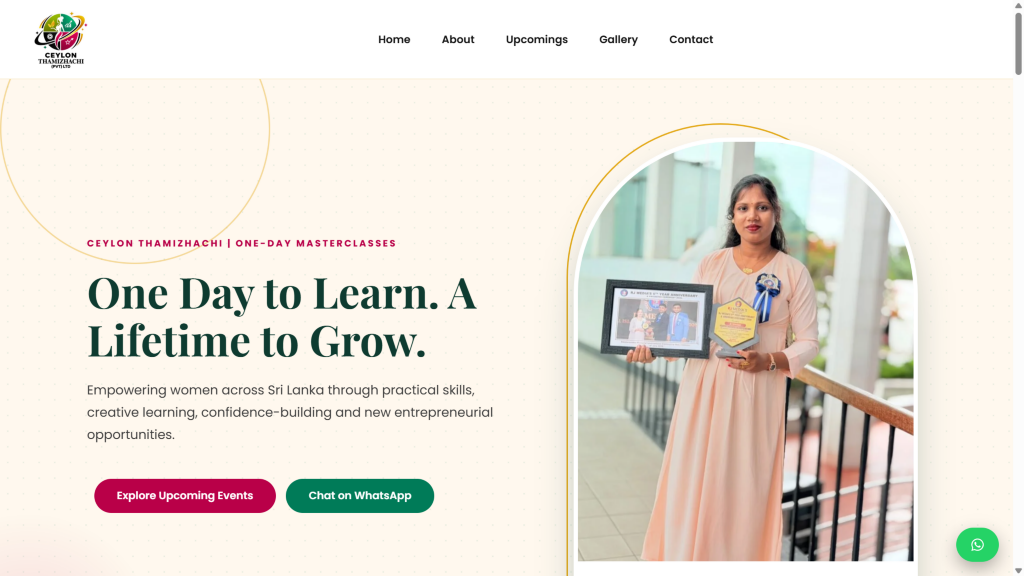 CEYLON
THAMIZHACHI
(PVT) LTD
Home
About
Upcomings
Gallery
Contact
CEYLON THAMIZHACHI | ONE-DAY MASTERCLASSES
One Day to Learn. A
Lifetime to Grow.
Empowering women across Sri Lanka through practical skills,
creative learning, confidence-building and new entrepreneurial
opportunities.
Explore Upcoming Events
Chat on WhatsApp